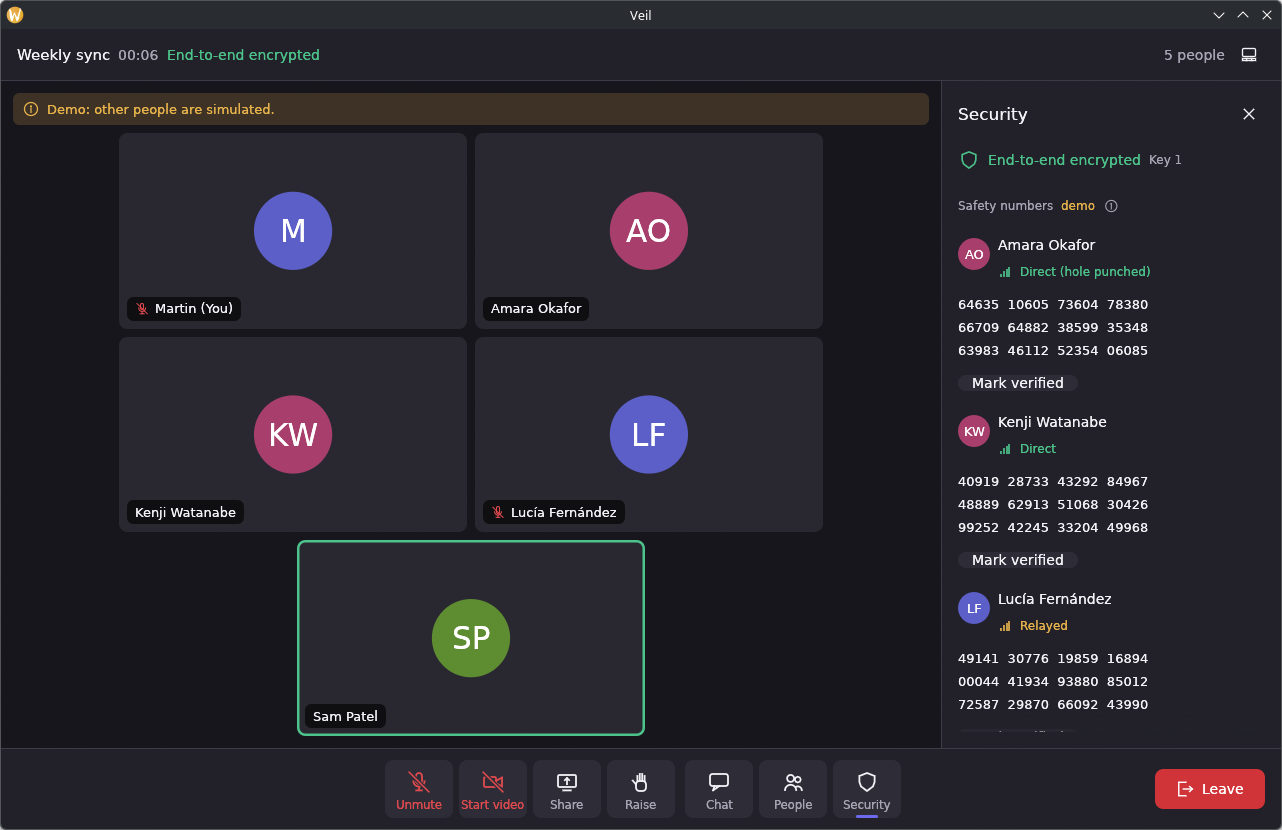 Veil
Weekly sync 00:06 End-to-end encrypted
5 people
Demo: other people are simulated.
M
Martin (You)
AO
Amara Okafor
KW
Kenji Watanabe
LF
Lucía Fernández
SP
Sam Patel
Security
End-to-end encrypted Key 1
Safety numbers demo
AO
Amara Okafor
Direct (hole punched)
64635 10605 73604 78380
66709 64882 38599 35348
63983 46112 52354 06085
Mark verified
KW
Kenji Watanabe
Direct
40919 28733 43292 84967
48889 62913 51068 30426
99252 42245 33204 49968
Mark verified
LF
Lucía Fernández
Relayed
49141 30776 19859 16894
00044 41934 93880 85012
72587 29870 66092 43990
Unmute
Start video
Share
Raise
Chat
People
Security
Leave